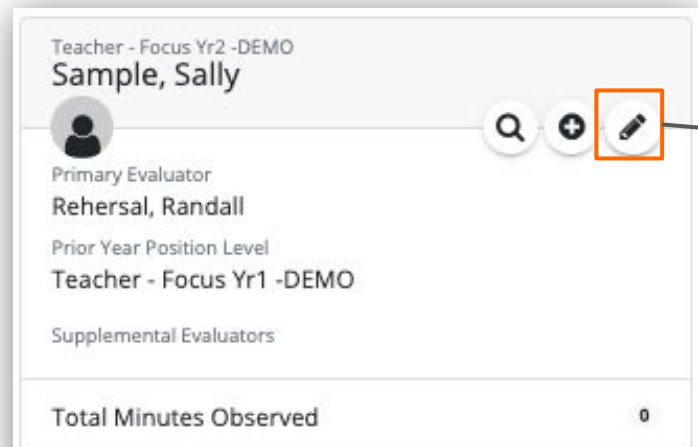 Teacher - Focus Yr2 -DEMO
Sample, Sally
Primary Evaluator
Rehersal, Randall
Prior Year Position Level
Teacher - Focus Yr1 -DEMO
Supplemental Evaluators
Total Minutes Observed 0